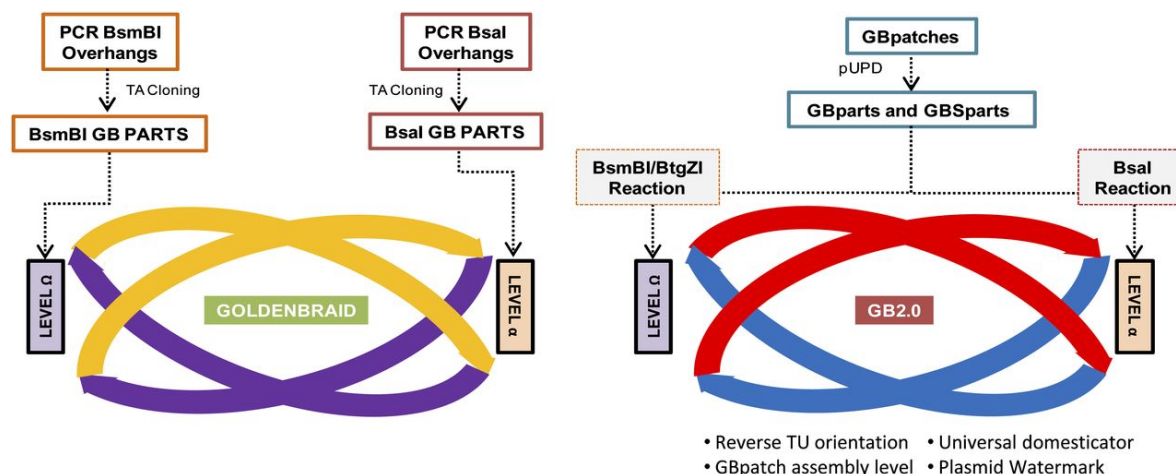 PCR BsmBI
Overhangs
TA Cloning
BsmBI GB PARTS
PCR BsaI
Overhangs
TA Cloning
BsaI GB PARTS
LEVEL Ω
GOLDENBRAID
LEVEL α
GBpatches
pUPD
GBparts and GBSparts
BsmBI/BtgZI
Reaction
BsaI
Reaction
LEVEL Ω
GB2.0
LEVEL α
• Reverse TU orientation
• GBpatch assembly level
• Universal domesticator
• Plasmid Watermark